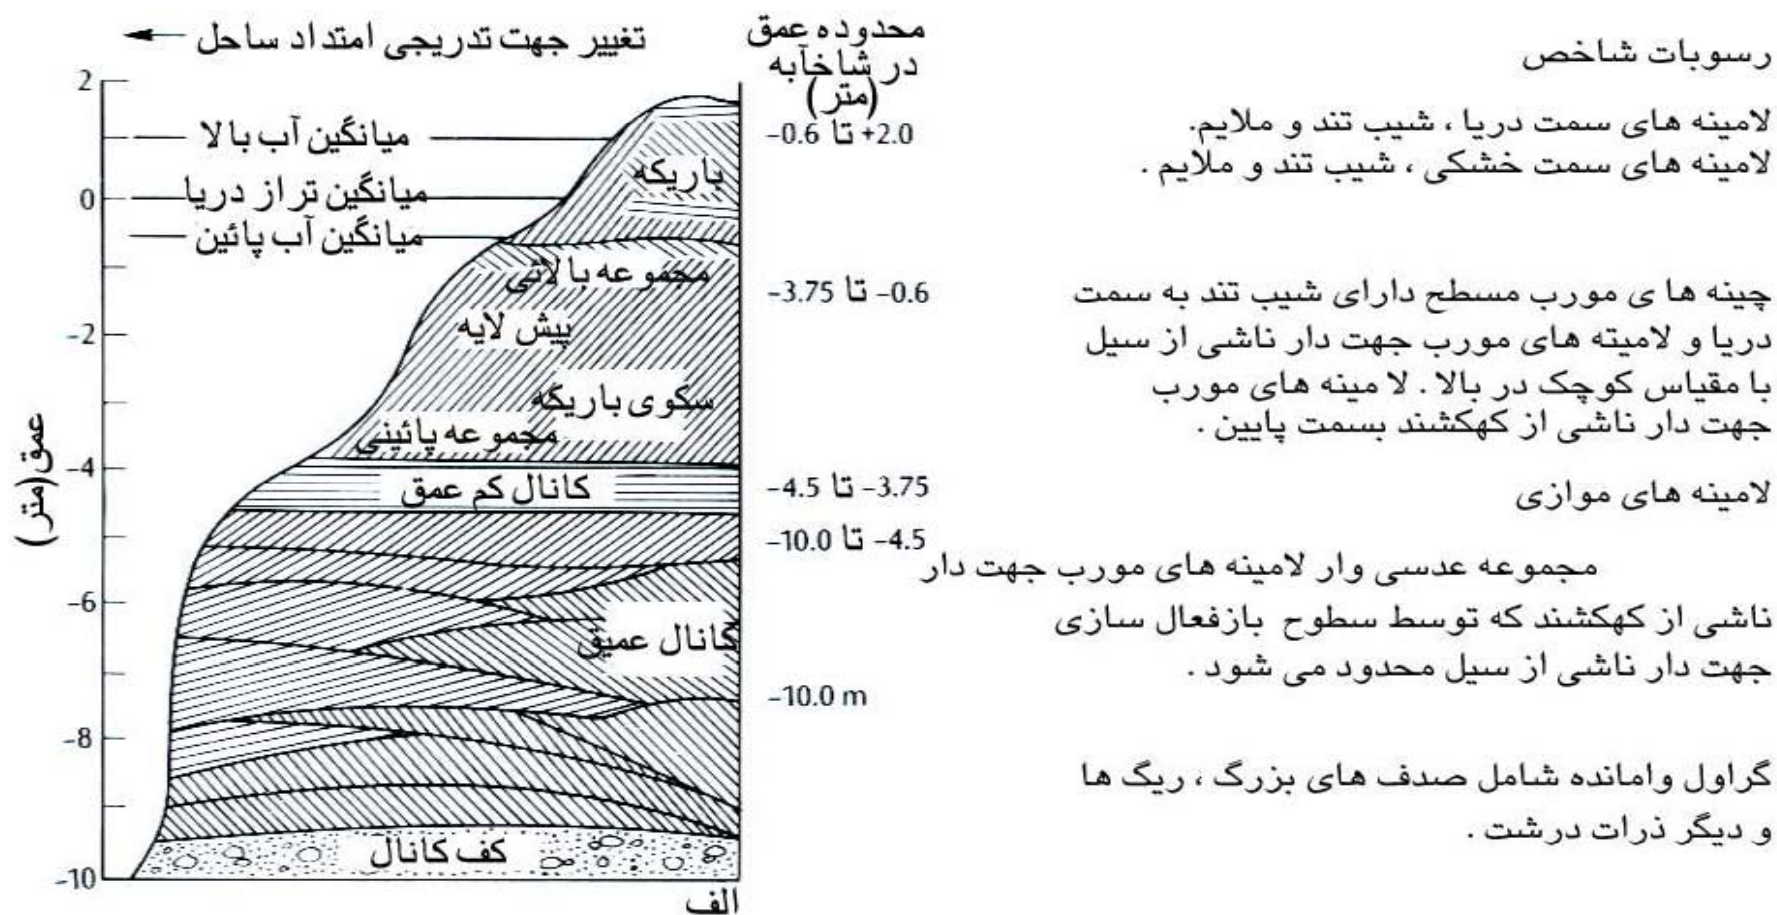 تغییر جهت تدریجی امتداد ساحل
محدوده عمق
در شاخابه
(متر)
رسوبات شاخص
2
0
-2
-4
-6
-8
-10
عمق(متر)
میانگین آب بالا
میانگین تراز دریا
میانگین آب پائین
باریکه
مجموعه بالائی
پیش لایه
سکوی باریکه
مجموعه پائینی
کانال کم عمق
کانال عمیق
کف کانال
الف
+2.0 تا -0.6
-0.6 تا -3.75
-3.75 تا -4.5
-4.5 تا -10.0
-10.0 m
لامینه های سمت دریا ، شیب تند و ملایم.
لامینه های سمت خشکی ، شیب تند و ملایم .
چینه ها ی مورب مسطح دارای شیب تند به سمت
دریا و لامیته های مورب جهت دار ناشی از سیل
با مقیاس کوچک در بالا . لا مینه های مورب
جهت دار ناشی از کهکشند بسمت پایین .
لامینه های موازی
مجموعه عدسی وار لامینه های مورب جهت دار
ناشی از کهکشند که توسط سطوح بازفعال سازی
جهت دار ناشی از سیل محدود می شود .
گراول وامانده شامل صدف های بزرگ ، ریگ ها
و دیگر ذرات درشت .